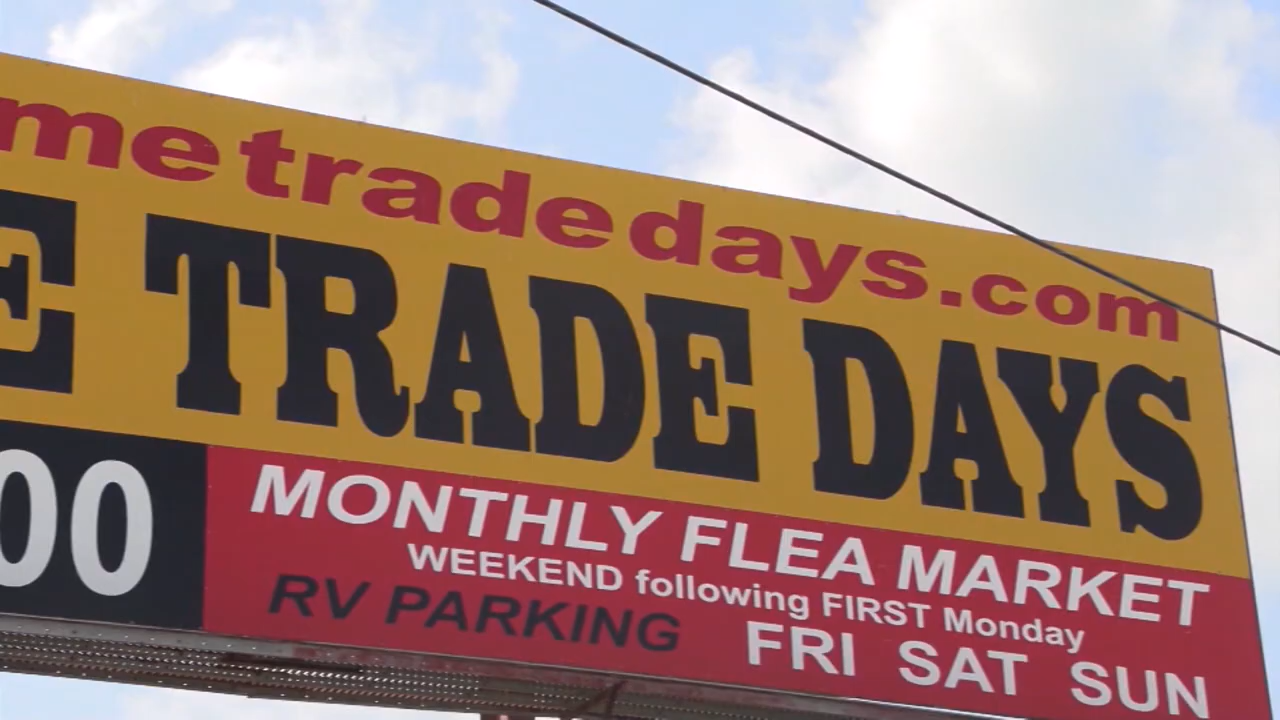 metradedays.com
E TRADE DAYS
00
MONTHLY FLEA MARKET
WEEKEND following FIRST Monday
RV PARKING
FRI SAT SUN